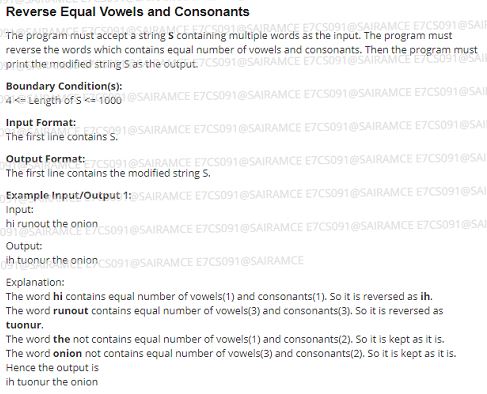 Reverse Equal Vowels and Consonants
The program must accept a string S containing multiple words as the input. The program must
reverse the words which contains equal number of vowels and consonants. Then the program must
print the modified string S as the output.
Boundary Condition(s):
4 <= Length of S <= 1000
Input Format:
The first line contains S.
Output Format:
The first line contains the modified string S.
Example Input/Output 1:
Input:
hi runout the onion
Output:
ih tuonur the onion
Explanation:
The word hi contains equal number of vowels(1) and consonants(1). So it is reversed as ih.
The word runout contains equal number of vowels(3) and consonants(3). So it is reversed as
tuonur.
The word the not contains equal number of vowels(1) and consonants(2). So it is kept as it is.
The word onion not contains equal number of vowels(3) and consonants(2). So it is kept as it is.
Hence the output is
ih tuonur the onion